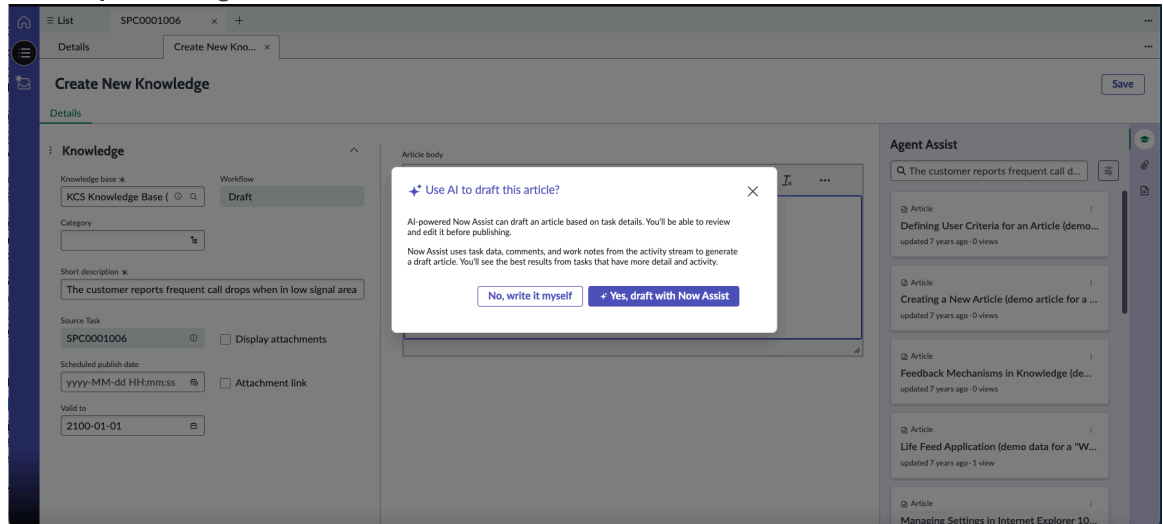 List
SPC0001006
Details
Create New Kno...
Create New Knowledge
Save
Details
Knowledge
Knowledge base *
KCS Knowledge Base (
Workflow
Draft
Category
Short description *
The customer reports frequent call drops when in low signal area
Source Task
SPC0001006
Display attachments
Scheduled publish date
yyyy-MM-dd HH:mm:ss
Attachment link
Valid to
2100-01-01
Article body
Use AI to draft this article?
AI-powered Now Assist can draft an article based on task details. You'll be able to review
and edit it before publishing.
Now Assist uses task data, comments, and work notes from the activity stream to generate
a draft article. You'll see the best results from tasks that have more detail and activity.
No, write it myself
Yes, draft with Now Assist
Agent Assist
The customer reports frequent call d...
Article
Defining User Criteria for an Article (demo...
updated 7 years ago · 0 views
Article
Creating a New Article (demo article for a ...
updated 7 years ago · 0 views
Article
Feedback Mechanisms in Knowledge (de...
updated 7 years ago · 0 views
Article
Life Feed Application (demo data for a "W...
updated 7 years ago · 1 view
Article
Managing Settings in Internet Explorer 10...